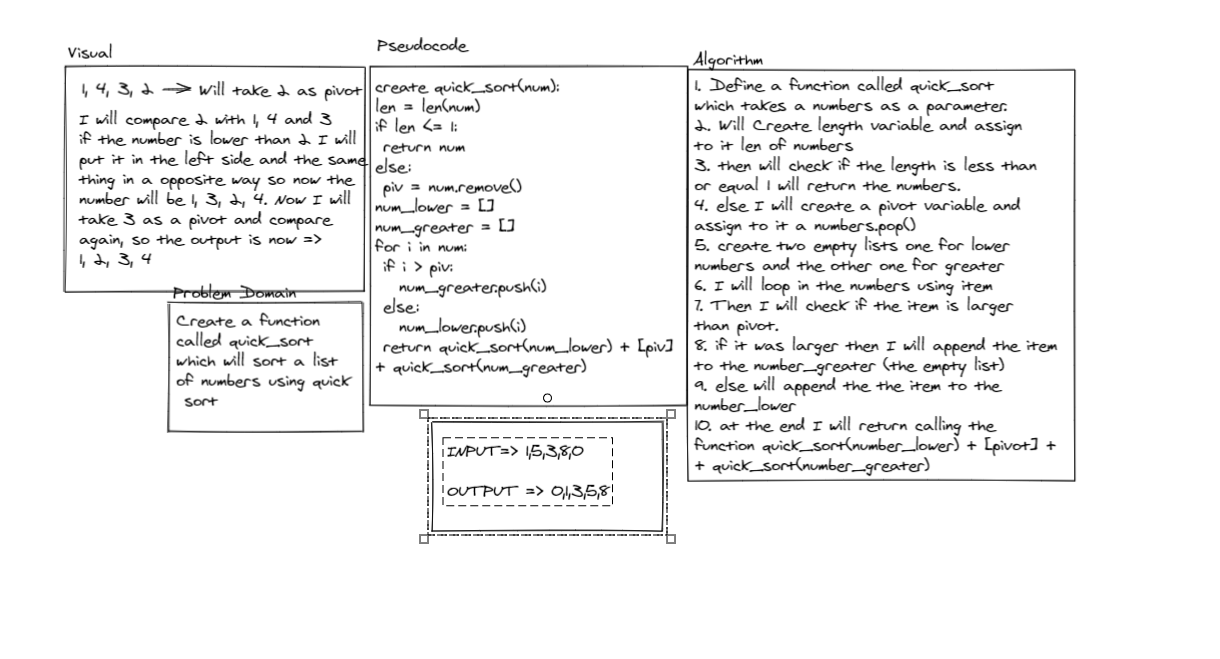 Visual
1, 4, 3, 2 → Will take 2 as pivot
I will compare 2 with 1, 4 and 3
if the number is lower than 2 I will
put it in the left side and the same
thing in a opposite way so now the
number will be 1, 3, 2, 4. Now I will
take 3 as a pivot and compare
again, so the output is now =>
1, 2, 3, 4
Problem Domain
Create a function
called quick_sort
which will sort a list
of numbers using quick
sort
Pseudocode
create quick_sort(num):
len = len(num)
if len <= 1:
return num
else:
piv = num.remove()
num_lower = []
num_greater = []
for i in num:
if i > piv:
num_greater.push(i)
else:
num_lower.push(i)
return quick_sort(num_lower) + [piv]
+ quick_sort(num_greater)
INPUT=> 1,5,3,8,0
OUTPUT => 0,1,3,5,8
Algorithm
1. Define a function called quick_sort
which takes a numbers as a parameter.
2. Will Create length variable and assign
to it len of numbers
3. then will check if the length is less than
or equal 1 will return the numbers.
4. else I will create a pivot variable and
assign to it a numbers.pop()
5. create two empty lists one for lower
numbers and the other one for greater
6. I will loop in the numbers using item
7. Then I will check if the item is larger
than pivot.
8. if it was larger then I will append the item
to the number_greater (the empty list)
9. else will append the the item to the
number_lower
10. at the end I will return calling the
function quick_sort(number_lower) + [pivot] +
+ quick_sort(number_greater)